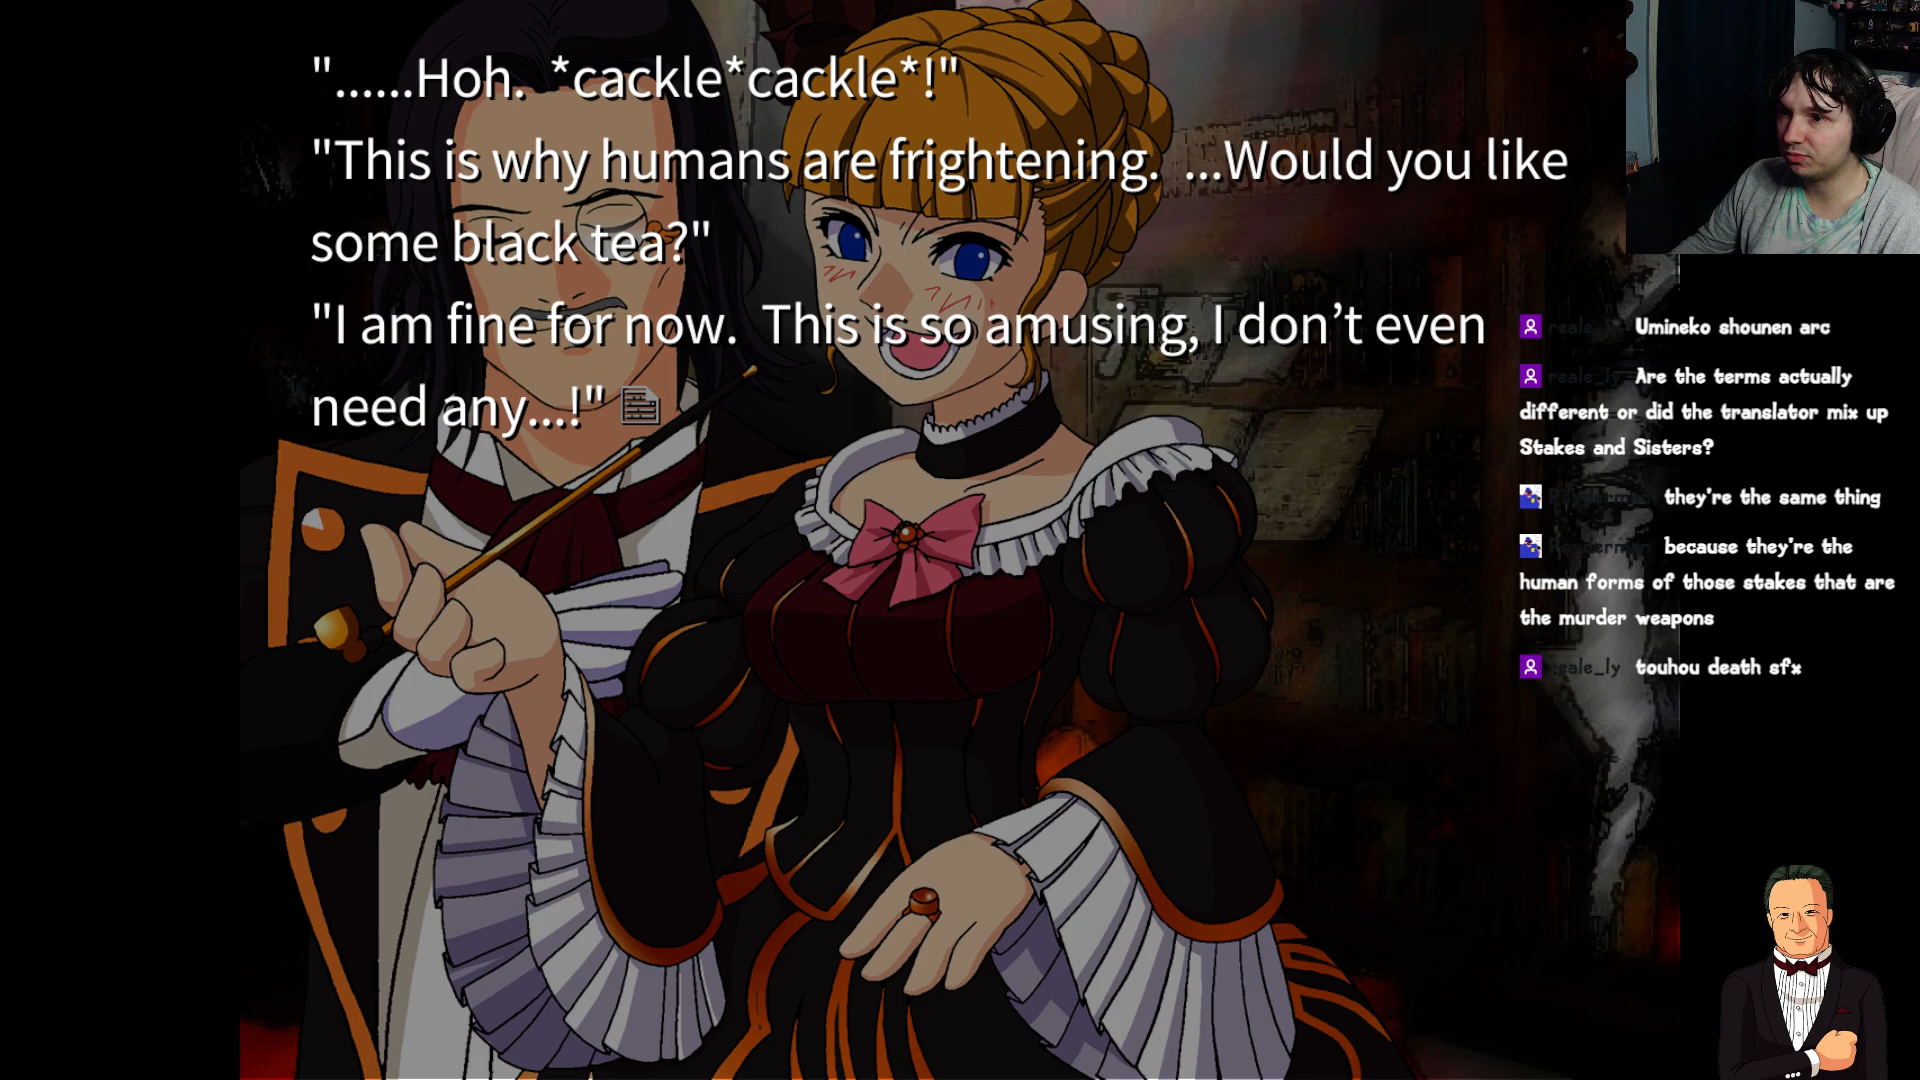 "......Hoh.  *cackle*cackle*!"
"This is why humans are frightening.  ...Would you like
some black tea?"
"I am fine for now.  This is so amusing, I don’t even
need any...!"
Umineko shounen arc
reale_ly Are the terms actually
different or did the translator mix up
Stakes and Sisters?
they're the same thing
because they're the
human forms of those stakes that are
the murder weapons
reale_ly touhou death sfx